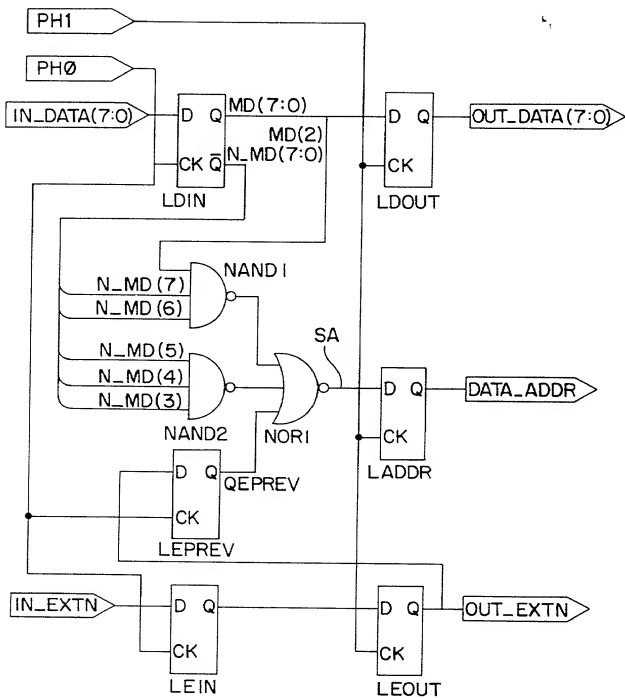 PH1
PHØ
IN_DATA(7:0)
D Q
MD(7:0)
D Q
OUT_DATA(7:0)
MD(2)
CK Q̅
N_MD(7:0)
CK
LDIN
LDOUT
NAND1
N_MD(7)
N_MD(6)
SA
N_MD(5)
N_MD(4)
N_MD(3)
D Q
DATA_ADDR
NAND2
NOR1
CK
LADDR
D Q
QEPREV
CK
LEPREV
IN_EXTN
D Q
D Q
OUT_EXTN
CK
CK
LEIN
LEOUT